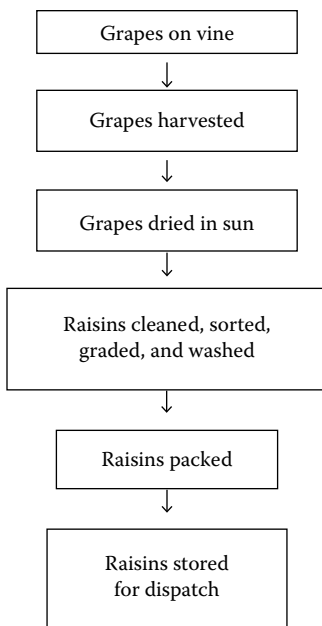 Grapes on vine
Grapes harvested
Grapes dried in sun
Raisins cleaned, sorted,
graded, and washed
Raisins packed
Raisins stored
for dispatch